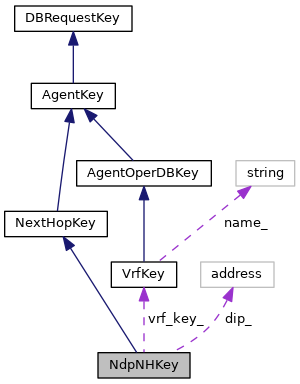 DBRequestKey
AgentKey
AgentOperDBKey
string
NextHopKey
name_
VrfKey
address
vrf_key_
dip_
NdpNHKey